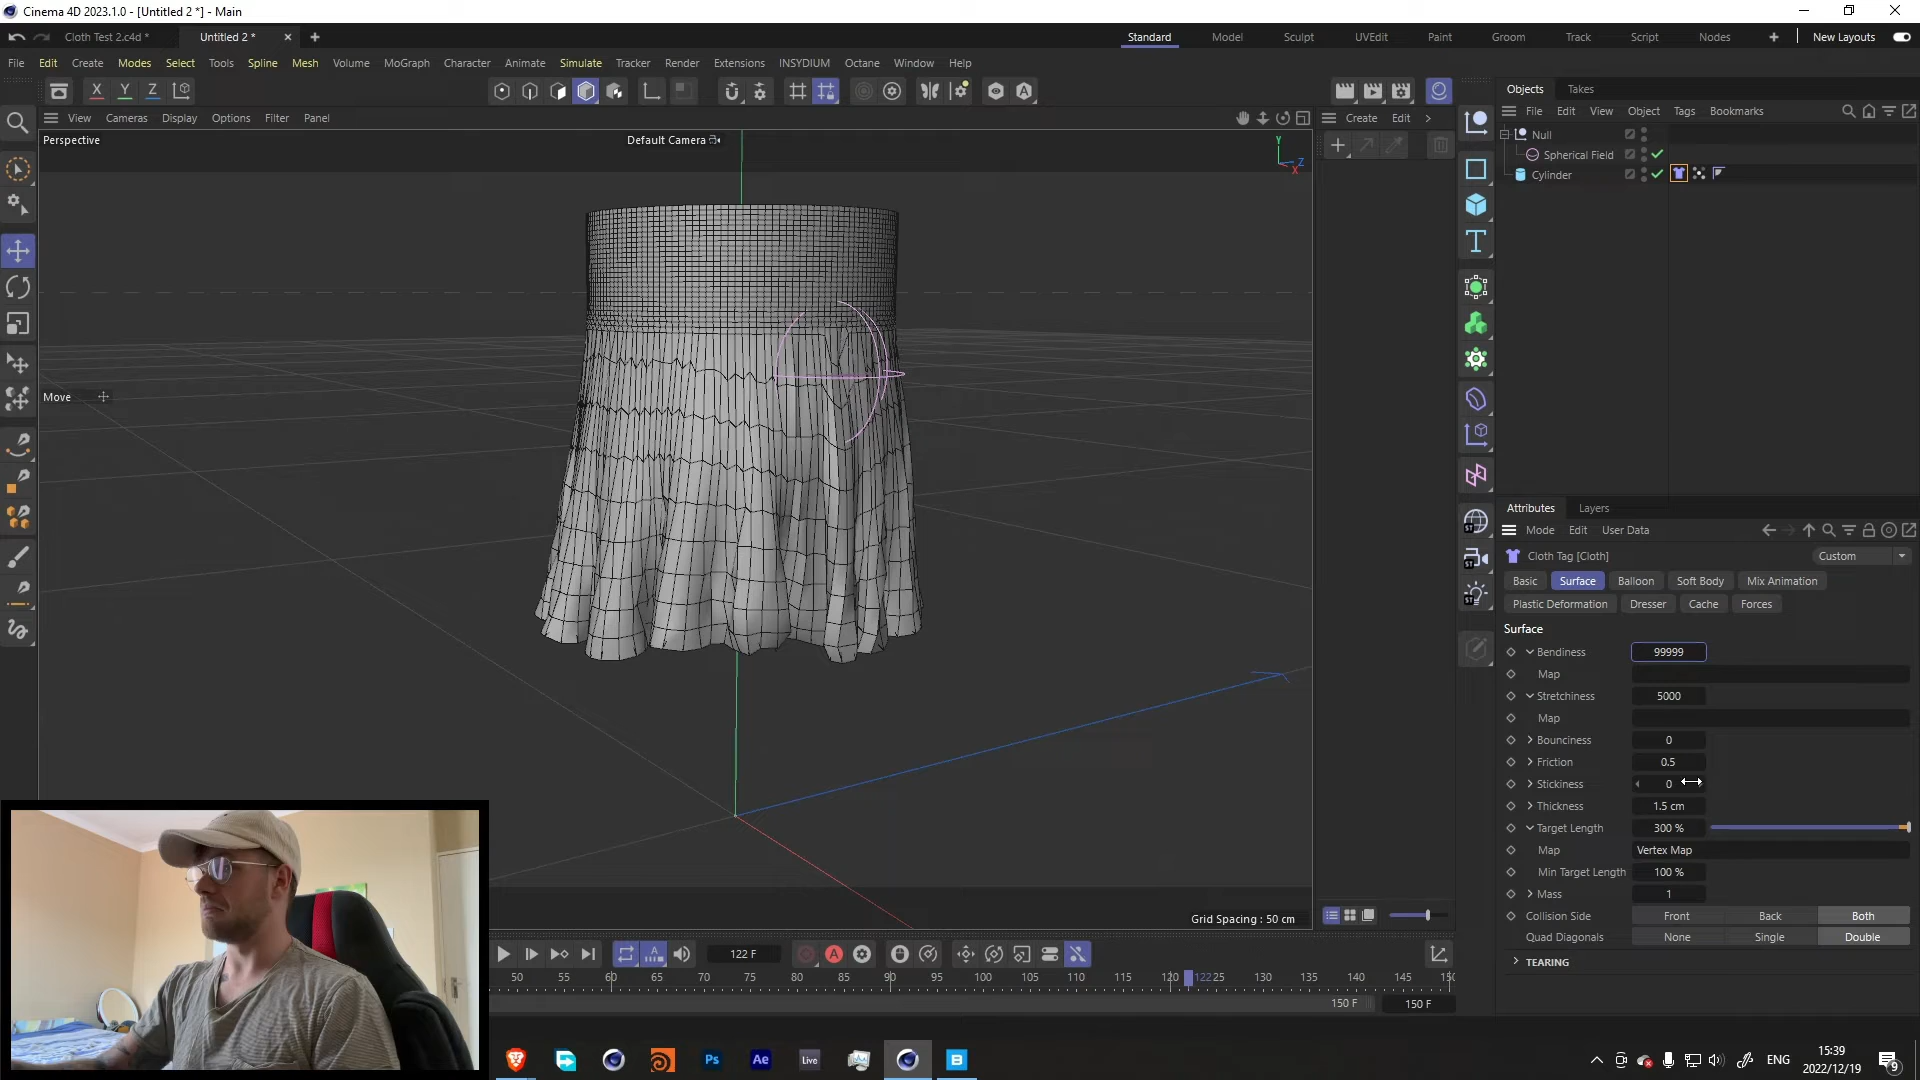 Cinema 4D 2023.1.0 - [Untitled 2 *] - Main
Cloth Test 2.c4d *
Untitled 2 *
Standard
Model
Sculpt
UVEdit
Paint
Groom
Track
Script
Nodes
New Layouts
File
Edit
Create
Modes
Select
Tools
Spline
Mesh
Volume
MoGraph
Character
Animate
Simulate
Tracker
Render
Extensions
INSYDIUM
Octane
Window
Help
X
Y
Z
Objects
Takes
View
Cameras
Display
Options
Filter
Panel
Create
Edit
File
Edit
View
Object
Tags
Bookmarks
Perspective
Default Camera
Y
Z
X
Null
Spherical Field
Cylinder
Move
Attributes
Layers
Mode
Edit
User Data
Cloth Tag [Cloth]
Custom
Basic
Surface
Balloon
Soft Body
Mix Animation
Plastic Deformation
Dresser
Cache
Forces
Surface
Bendiness 99999
Map
Stretchiness 5000
Map
Bounciness 0
Friction 0.5
Stickiness 0
Thickness 1.5 cm
Target Length 300 %
Map Vertex Map
Min Target Length 100 %
Mass 1
Collision Side Front Back Both
Quad Diagonals None Single Double
TEARING
Grid Spacing : 50 cm
122 F
50 55 60 65 70 75 80 85 90 95 100 105 110 115 120 122 25 130 135 140 145 150
150 F
150 F
Ps
Ae
Live
ENG
15:39
2022/12/19
9